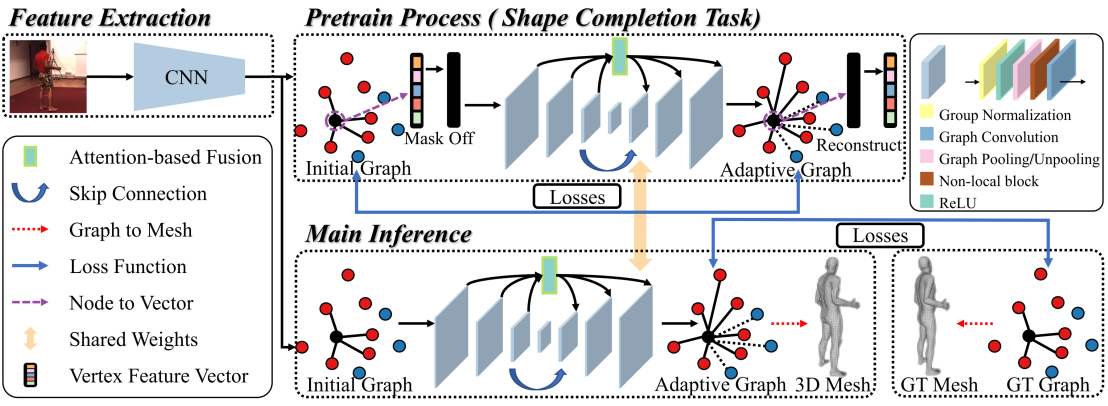 Feature Extraction
CNN
Pretrain Process ( Shape Completion Task)
Mask Off
Initial Graph
Reconstruct
Adaptive Graph
Losses
Group Normalization
Graph Convolution
Graph Pooling/Unpooling
Non-local block
ReLU
Attention-based Fusion
Skip Connection
Graph to Mesh
Loss Function
Node to Vector
Shared Weights
Vertex Feature Vector
Main Inference
Losses
Initial Graph
Adaptive Graph
3D Mesh
GT Mesh
GT Graph